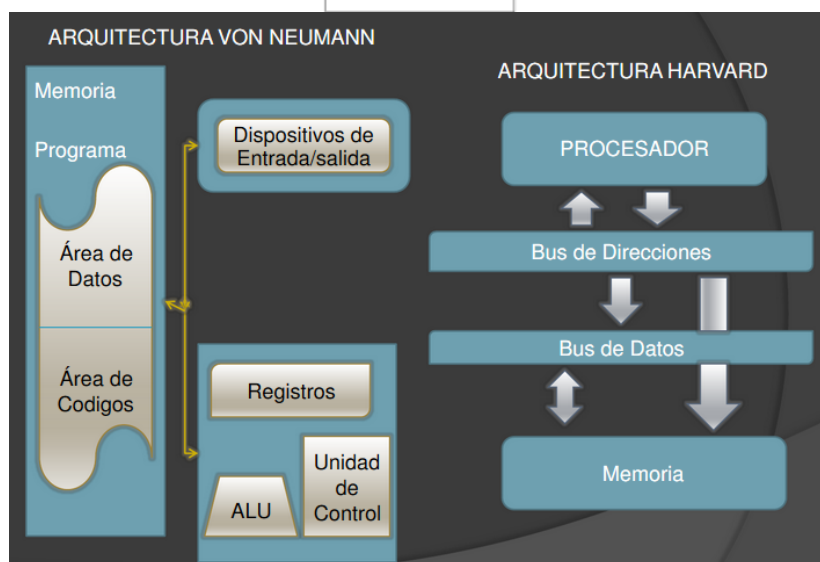 ARQUITECTURA VON NEUMANN
Memoria
Programa
Área de
Datos
Área de
Codigos
Dispositivos de
Entrada/salida
Registros
ALU
Unidad
de
Control
ARQUITECTURA HARVARD
PROCESADOR
Bus de Direcciones
Bus de Datos
Memoria